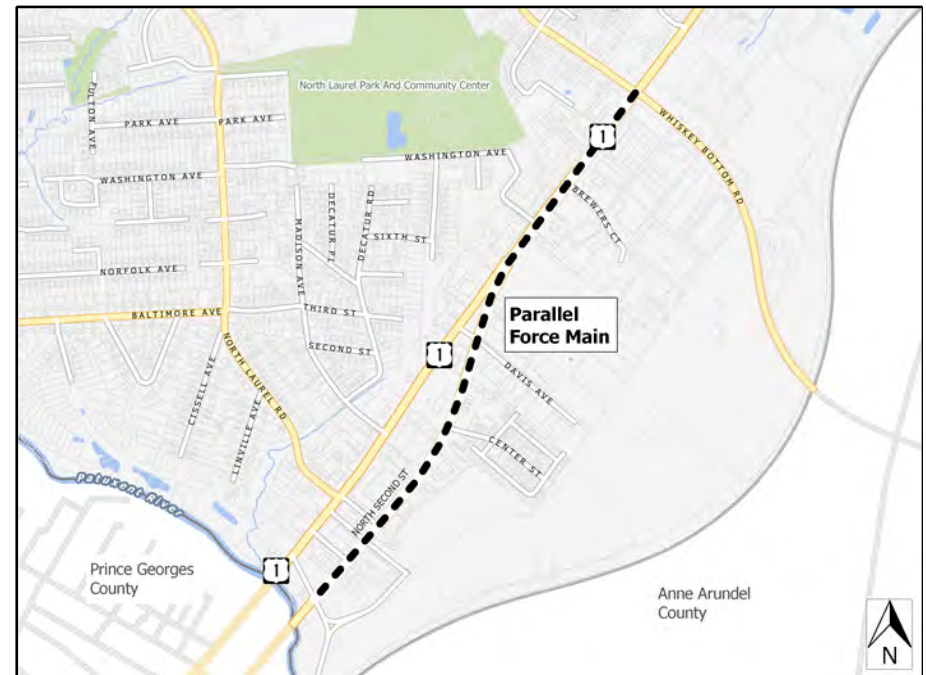 North Laurel Park And Community Center
FULTON AVE
PARK AVE
PARK AVE
1
WHISKEY BOTTOM RD
WASHINGTON AVE
WASHINGTON AVE
DECATUR PL
DECATUR RD
BREWERS CT
MADISON AVE
SIXTH ST
NORFOLK AVE
THIRD ST
BALTIMORE AVE
Parallel
Force Main
SECOND ST
1
NORTH LAUREL RD
CISSELL AVE
DAVIS AVE
LINVILLE AVE
CENTER ST
Patuxent River
NORTH SECOND ST
1
Prince Georges
County
Anne Arundel
County
N